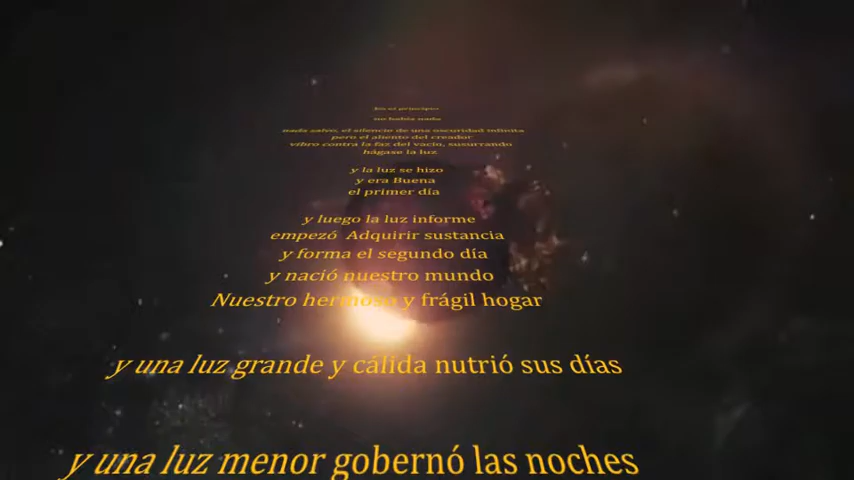 En el principio
no había nada
nada salvo, el silencio de una oscuridad infinita
pero el aliento del creador
vibro contra la faz del vacío, susurrando
hágase la luz
y la luz se hizo
y era Buena
el primer día
y luego la luz informe
empezó Adquirir sustancia
y forma el segundo día
y nació nuestro mundo
Nuestro hermoso y frágil hogar
y una luz grande y cálida nutrió sus días
y una luz menor gobernó las noches